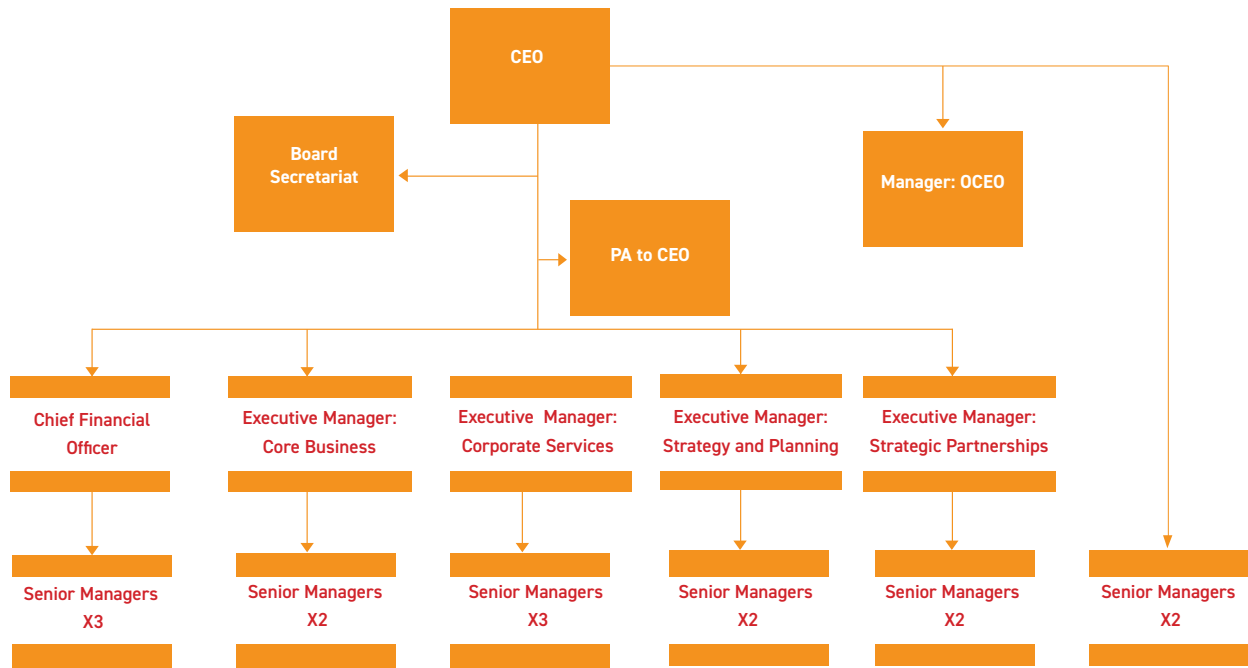 CEO
Board
Secretariat
Manager: OCEO
PA to CEO
Chief Financial
Officer
Executive Manager:
Core Business
Executive Manager:
Corporate Services
Executive Manager:
Strategy and Planning
Executive Manager:
Strategic Partnerships
Senior Managers
X3
Senior Managers
X2
Senior Managers
X3
Senior Managers
X2
Senior Managers
X2
Senior Managers
X2